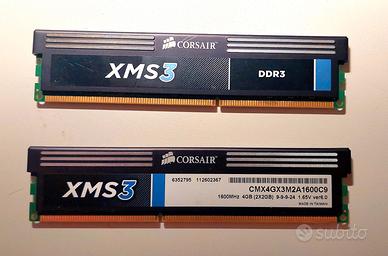 CORSAIR
XMS3
DDR3
CORSAIR
6352795 112602367
CMX4GX3M2A1600C9
XMS3
1600MHz 4GB (2X2GB) 9-9-9-24 1.65V ver6.0
MADE IN TAIWAN
subito